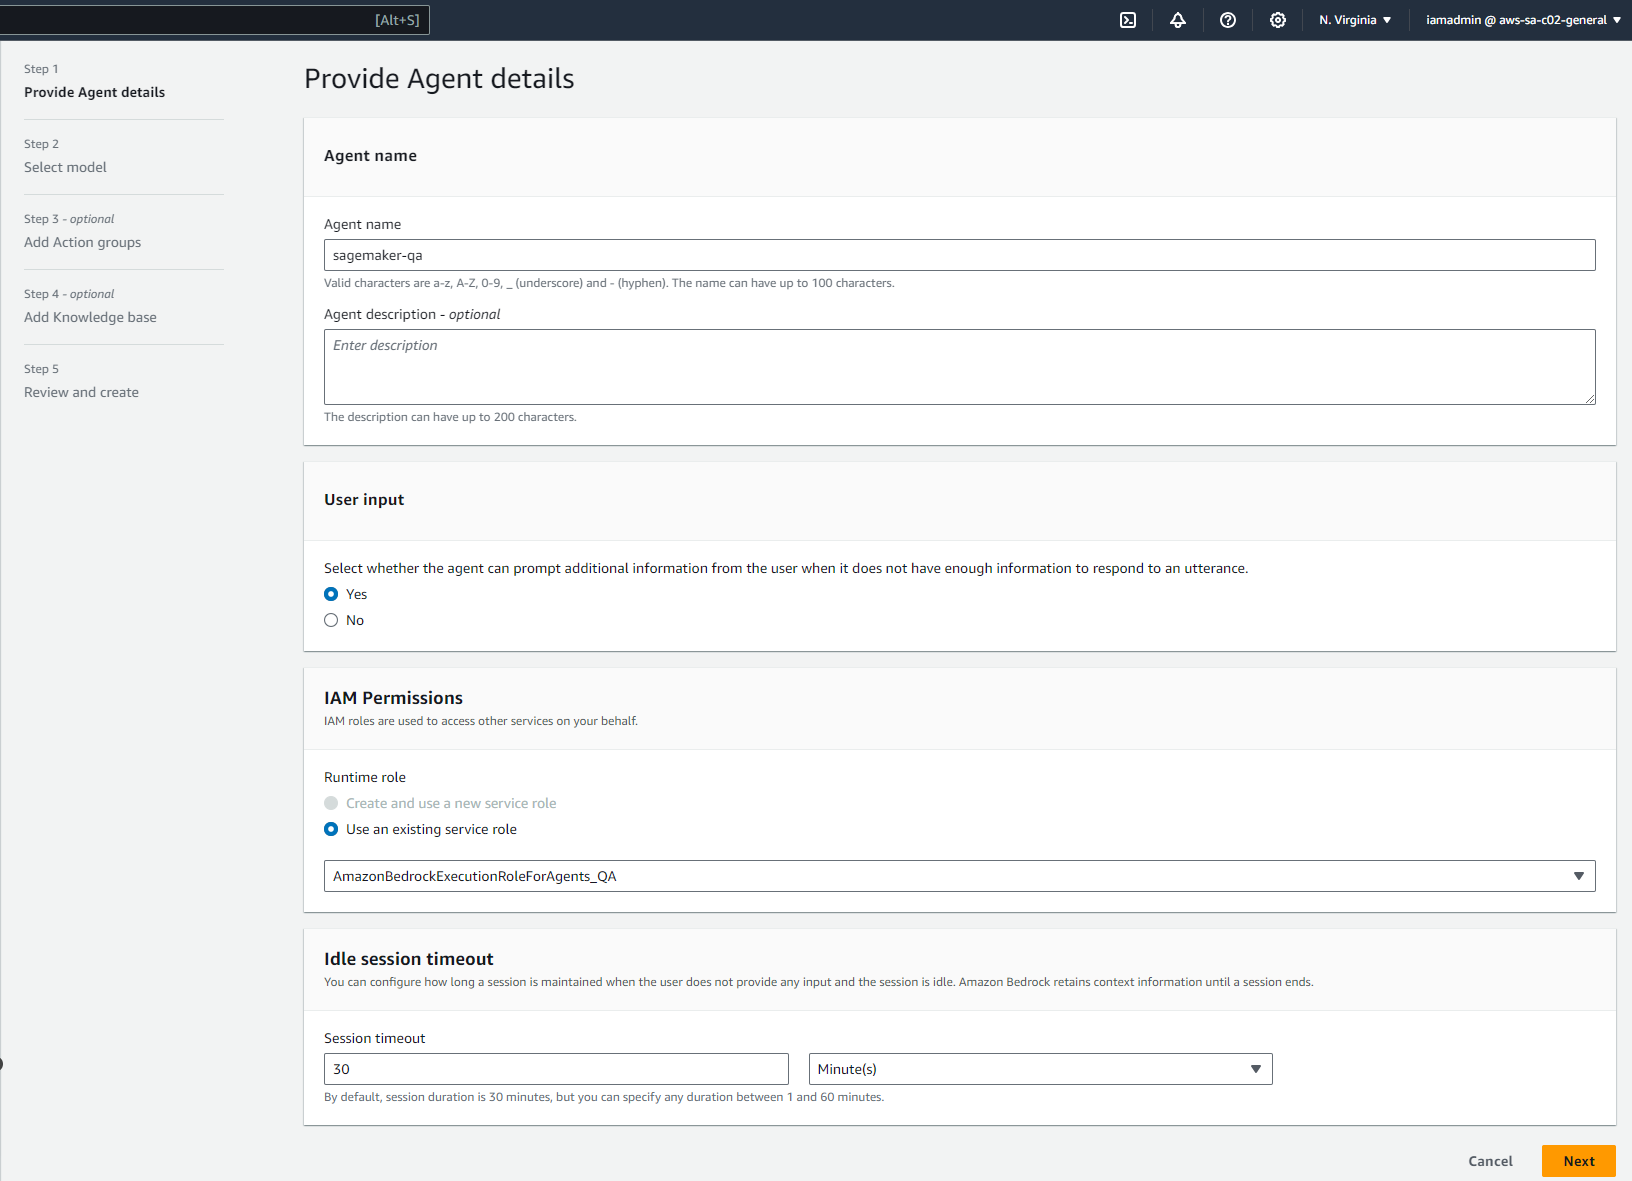 [Alt+S]
N. Virginia
iamadmin @ aws-sa-c02-general
Step 1
Provide Agent details
Step 2
Select model
Step 3 - optional
Add Action groups
Step 4 - optional
Add Knowledge base
Step 5
Review and create
Provide Agent details
Agent name
Agent name
sagemaker-qa
Valid characters are a-z, A-Z, 0-9, _ (underscore) and - (hyphen). The name can have up to 100 characters.
Agent description - optional
Enter description
The description can have up to 200 characters.
User input
Select whether the agent can prompt additional information from the user when it does not have enough information to respond to an utterance.
Yes
No
IAM Permissions
IAM roles are used to access other services on your behalf.
Runtime role
Create and use a new service role
Use an existing service role
AmazonBedrockExecutionRoleForAgents_QA
Idle session timeout
You can configure how long a session is maintained when the user does not provide any input and the session is idle. Amazon Bedrock retains context information until a session ends.
Session timeout
30
Minute(s)
By default, session duration is 30 minutes, but you can specify any duration between 1 and 60 minutes.
Cancel
Next